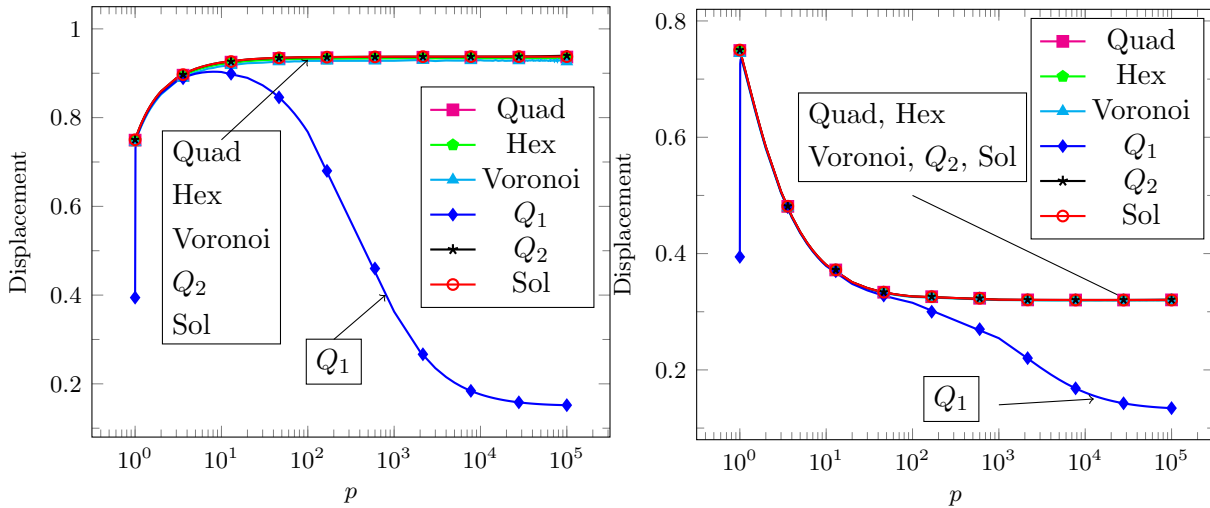 1
0.8
0.6
0.4
0.2
Displacement
10^0
10^1
10^2
10^3
10^4
10^5
p
Quad
Hex
Voronoi
Q_2
Sol
Q_1
Quad
Hex
Voronoi
Q_1
Q_2
Sol
0.8
0.6
0.4
0.2
Displacement
10^0
10^1
10^2
10^3
10^4
10^5
p
Quad, Hex
Voronoi, Q_2, Sol
Q_1
Quad
Hex
Voronoi
Q_1
Q_2
Sol